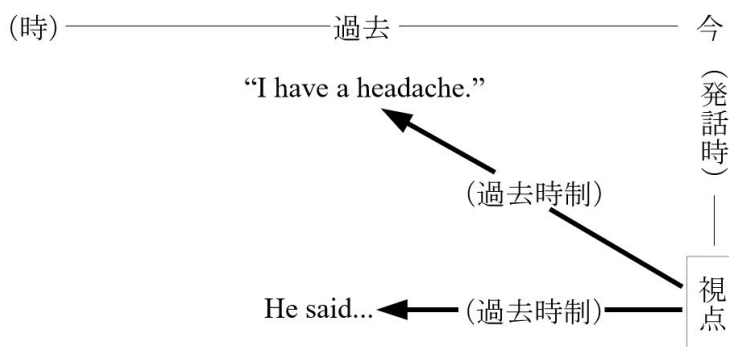 (時) 過去 今
(発話時)
“I have a headache.”
(過去時制)
視点
He said... (過去時制)